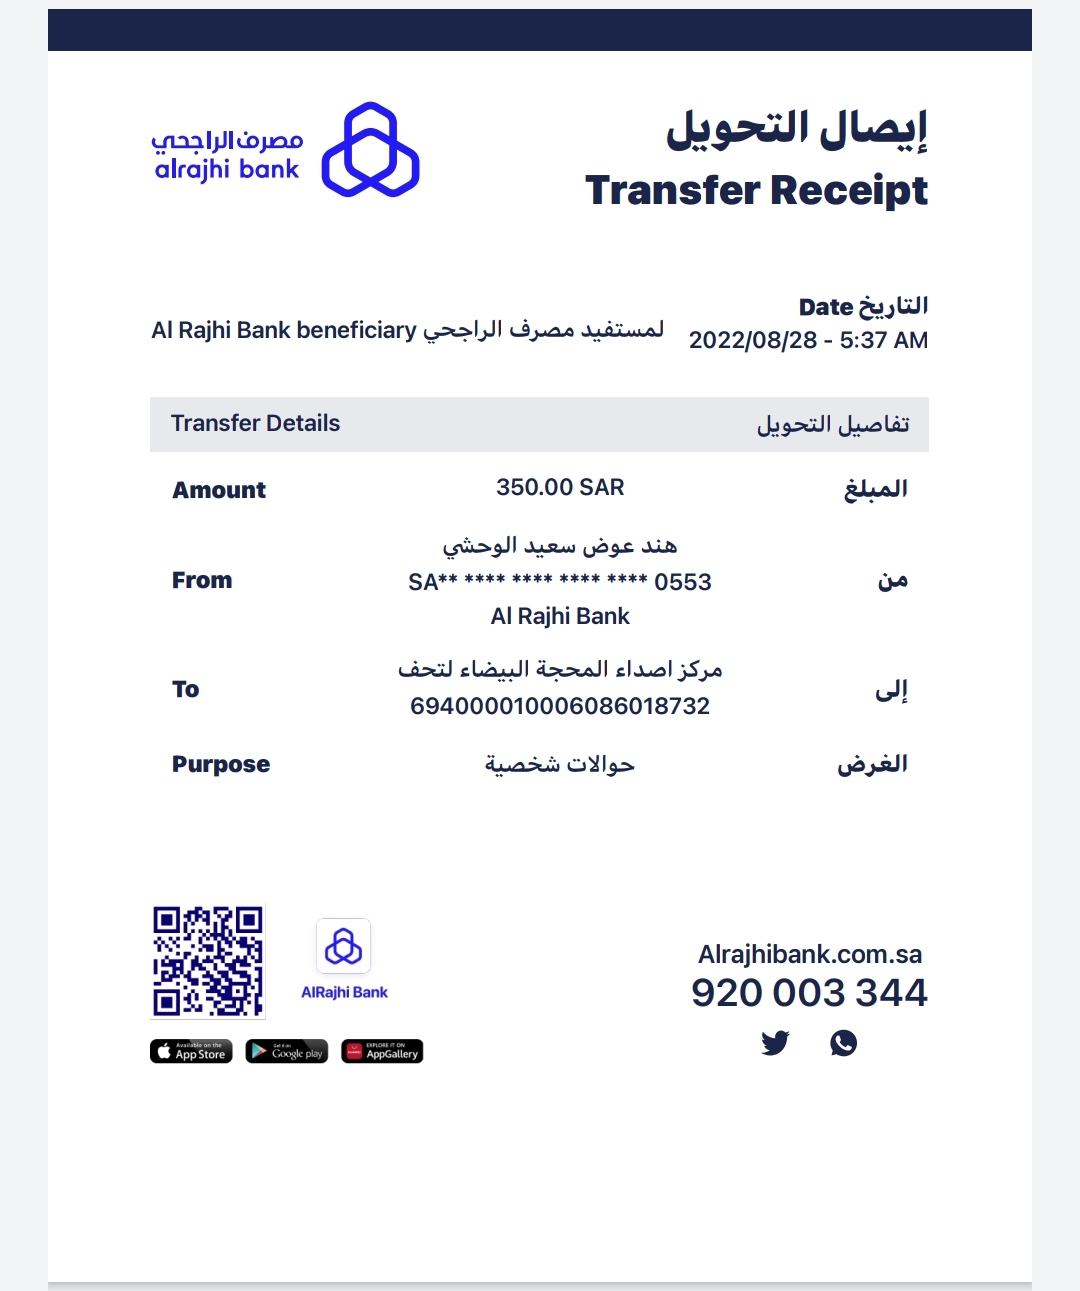 مصرف الراجحي
alrajhi bank
إيصال التحويل
Transfer Receipt
التاريخ Date
2022/08/28 - 5:37 AM
لمستفيد مصرف الراجحي Al Rajhi Bank beneficiary
Transfer Details تفاصيل التحويل
Amount 350.00 SAR المبلغ
هند عوض سعيد الوحشي
From SA** **** **** **** **** 0553 من
Al Rajhi Bank
مركز اصداء المحجة البيضاء لتحف
To إلى
694000010006086018732
Purpose حوالات شخصية الغرض
AlRajhi Bank
Available on the
App Store
Get it on
Google play
EXPLORE IT ON
AppGallery
Alrajhibank.com.sa
920 003 344